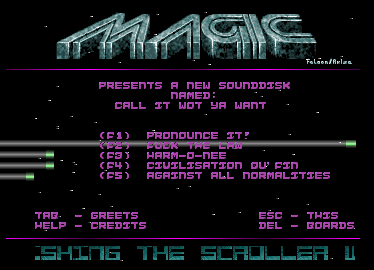 MAGIC
Falcon/Aviza
PRESENTS A NEW SOUNDDISK
NAMED:
CALL IT WOT YA WANT
(F1) PRONOUNCE IT!
(F2) FUCK THE LAW
(F3) HARM-O-NEE
(F4) CIVILISATION OV FIN
(F5) AGAINST ALL NORMALITIES
TAB - GREETS ESC - THIS
HELP - CREDITS DEL - BOARDS
SHING THE SCROLLER